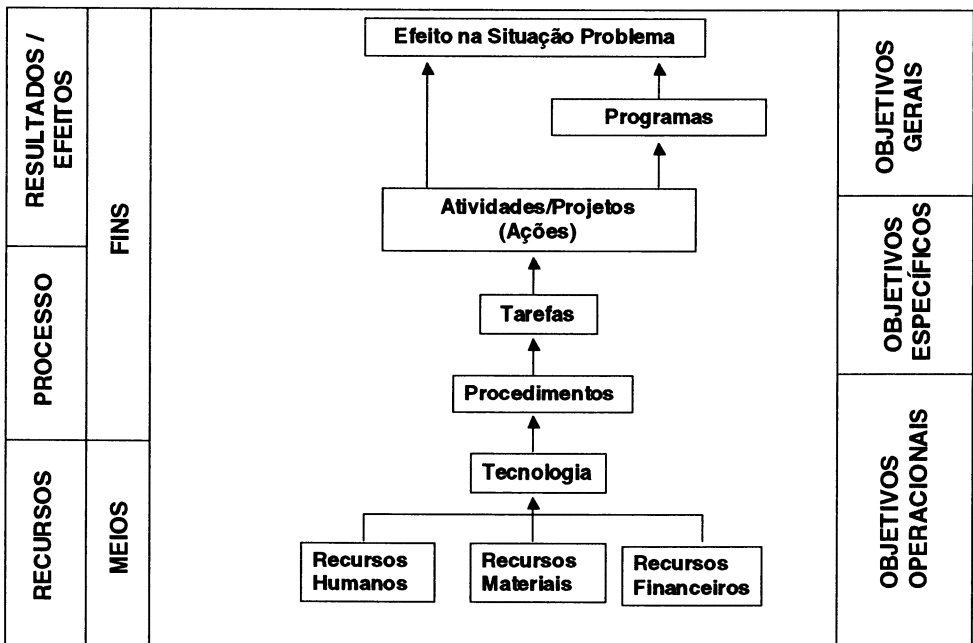 RESULTADOS /
EFEITOS
PROCESSO
RECURSOS
FINS
MEIOS
Efeito na Situação Problema
Programas
Atividades/Projetos
(Ações)
Tarefas
Procedimentos
Tecnologia
Recursos
Humanos
Recursos
Materiais
Recursos
Financeiros
OBJETIVOS
GERAIS
OBJETIVOS
ESPECÍFICOS
OBJETIVOS
OPERACIONAIS